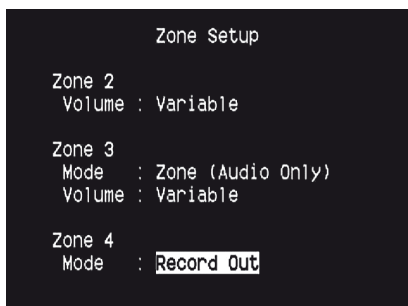 Zone Setup
Zone 2
Volume : Variable
Zone 3
Mode : Zone (Audio Only)
Volume : Variable
Zone 4
Mode : Record Out